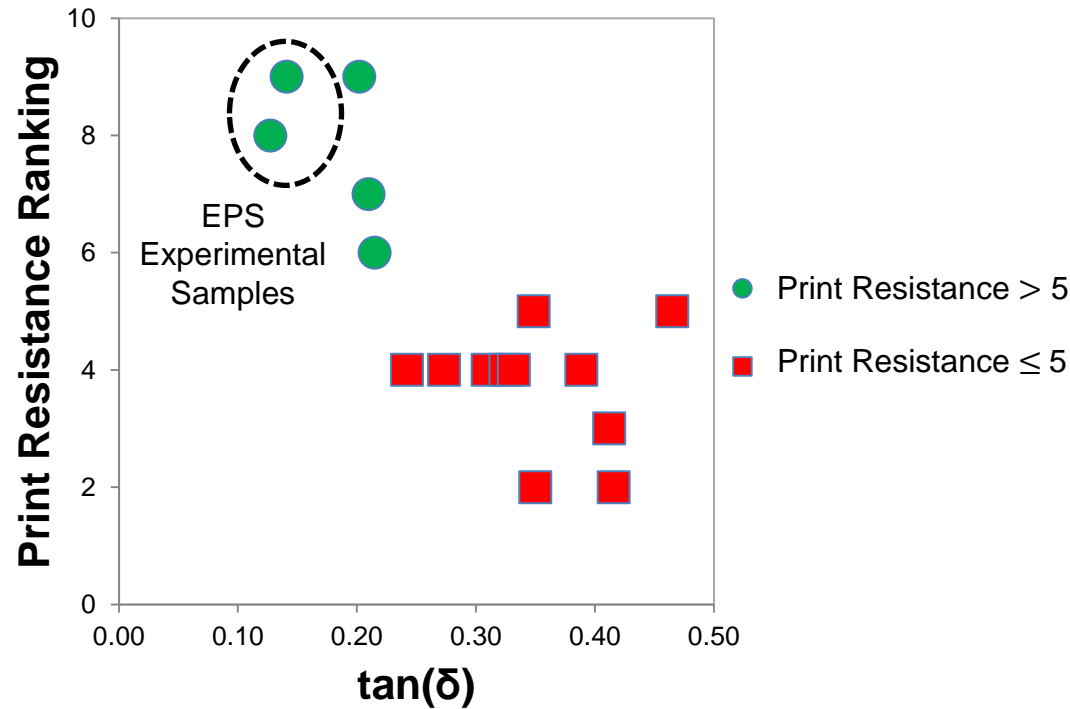 Print Resistance Ranking
10
8
6
4
2
0
EPS
Experimental
Samples
Print Resistance > 5
Print Resistance ≤ 5
0.00 0.10 0.20 0.30 0.40 0.50
tan(δ)